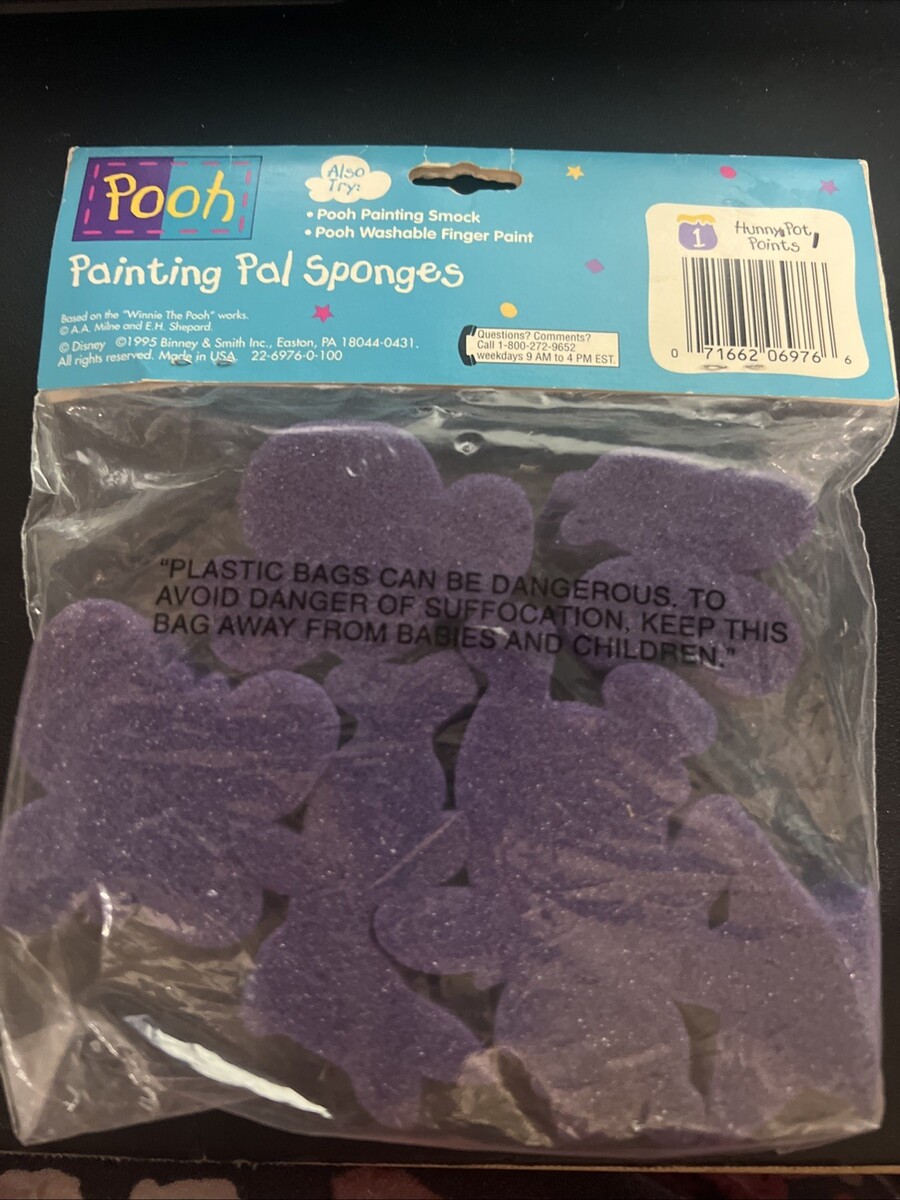 Pooh
Also
Try:
• Pooh Painting Smock
• Pooh Washable Finger Paint
Painting Pal Sponges
Based on the "Winnie The Pooh" works.
© A.A. Milne and E.H. Shepard.
© Disney ©1995 Binney & Smith Inc., Easton, PA 18044-0431.
All rights reserved. Made in USA. 22-6976-0-100
Questions? Comments?
Call 1-800-272-9652
weekdays 9 AM to 4 PM EST.
1
Hunny Pot
Points
0 71662 06976 6
"PLASTIC BAGS CAN BE DANGEROUS. TO
AVOID DANGER OF SUFFOCATION, KEEP THIS
BAG AWAY FROM BABIES AND CHILDREN."